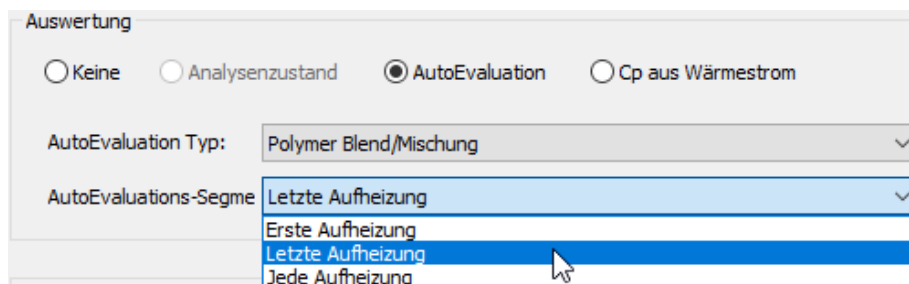 Auswertung
Keine Analysenzustand AutoEvaluation Cp aus Wärmestrom
AutoEvaluation Typ: Polymer Blend/Mischung
AutoEvaluations-Segme Letzte Aufheizung
Erste Aufheizung
Letzte Aufheizung
Jede Aufheizung